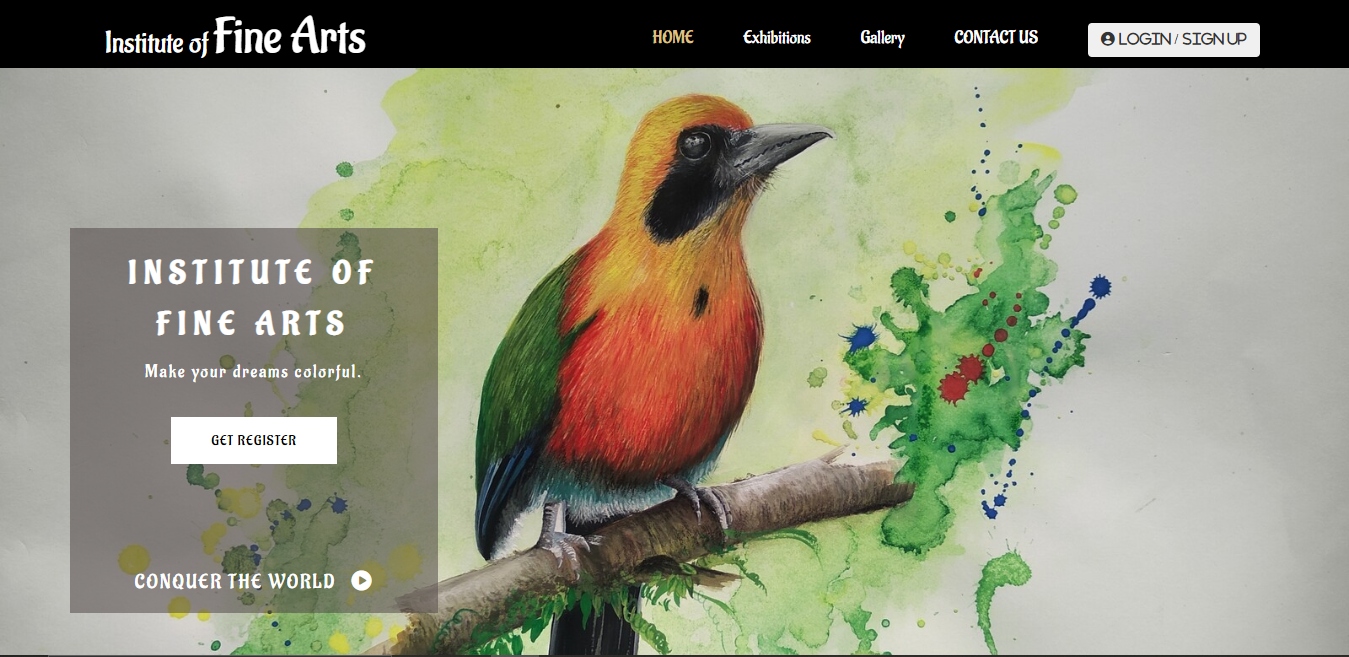 Institute of Fine Arts
HOME Exhibitions Gallery CONTACT US LOGIN / SIGN UP
INSTITUTE OF
FINE ARTS
Make your dreams colorful.
GET REGISTER
CONQUER THE WORLD